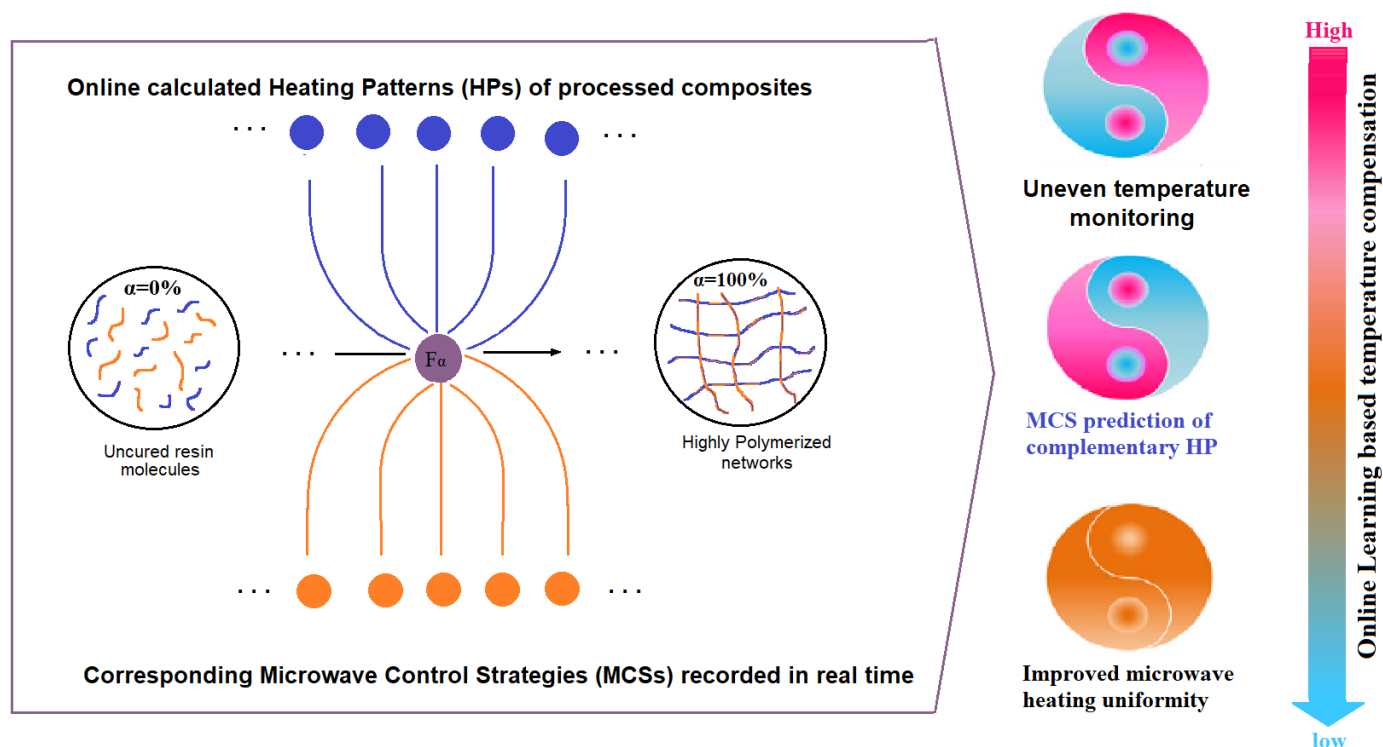 Online calculated Heating Patterns (HPs) of processed composites
... ...
α=0%
Uncured resin
molecules
... Fα ...
α=100%
Highly Polymerized
networks
... ...
Corresponding Microwave Control Strategies (MCSs) recorded in real time
Uneven temperature
monitoring
MCS prediction of
complementary HP
Improved microwave
heating uniformity
High
Online Learning based temperature compensation
low